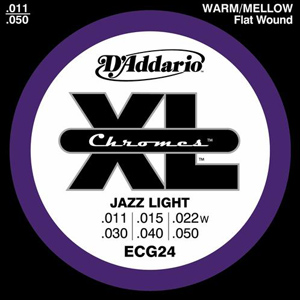 .011
.050
WARM/MELLOW
Flat Wound
D'Addario
XL
Chromes
JAZZ LIGHT
.011 .015 .022w
.030 .040 .050
ECG24